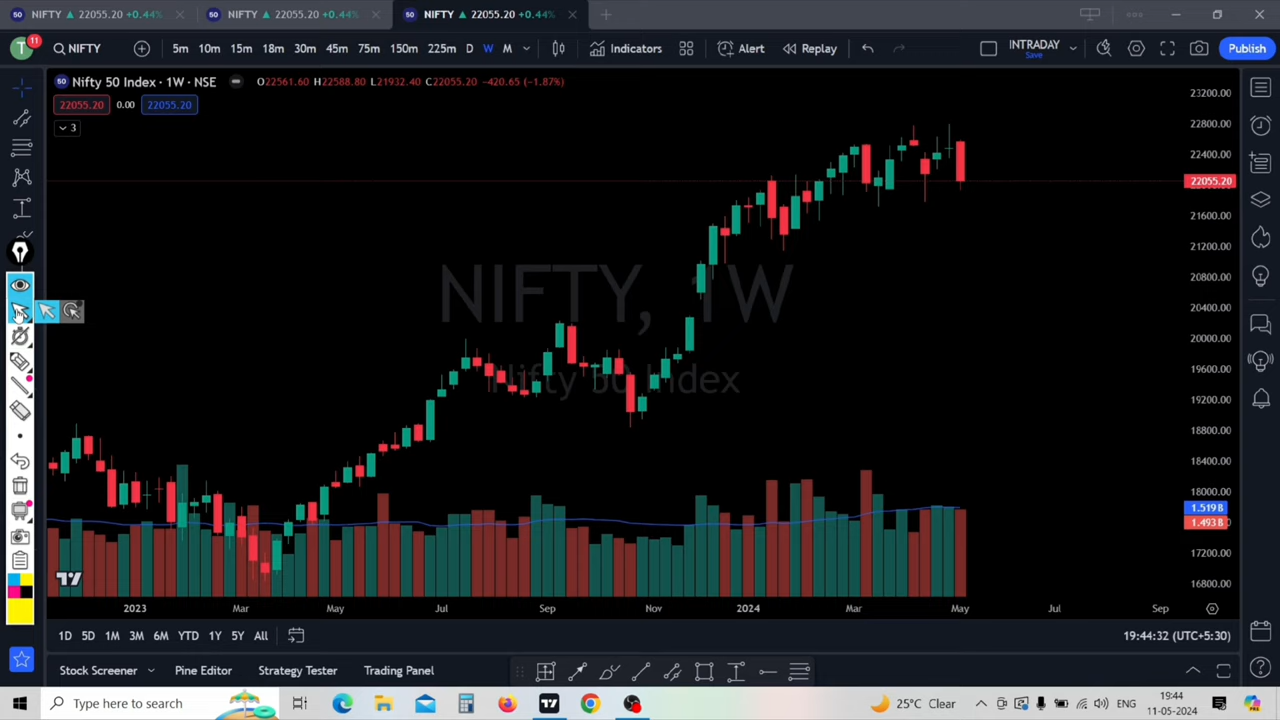 NIFTY ▲ 22055.20 +0.44%
NIFTY ▲ 22055.20 +0.44%
NIFTY ▲ 22055.20 +0.44%
T 11 NIFTY 5m 10m 15m 18m 30m 45m 75m 150m 225m D W M Indicators Alert Replay INTRADAY Save Publish
50 Nifty 50 Index · 1W · NSE O22561.60 H22588.80 L21932.40 C22055.20 -420.65 (-1.87%)
22055.20 0.00 22055.20
3
NIFTY, 1W
Nifty 50 Index
23200.00
22800.00
22400.00
22055.20
21600.00
21200.00
20800.00
20400.00
20000.00
19600.00
19200.00
18800.00
18400.00
18000.00
1.519B
1.493B
17200.00
16800.00
2023 Mar May Jul Sep Nov 2024 Mar May Jul Sep
1D 5D 1M 3M 6M YTD 1Y 5Y All 19:44:32 (UTC+5:30)
Stock Screener Pine Editor Strategy Tester Trading Panel
Type here to search 25°C Clear ENG 19:44
11-05-2024